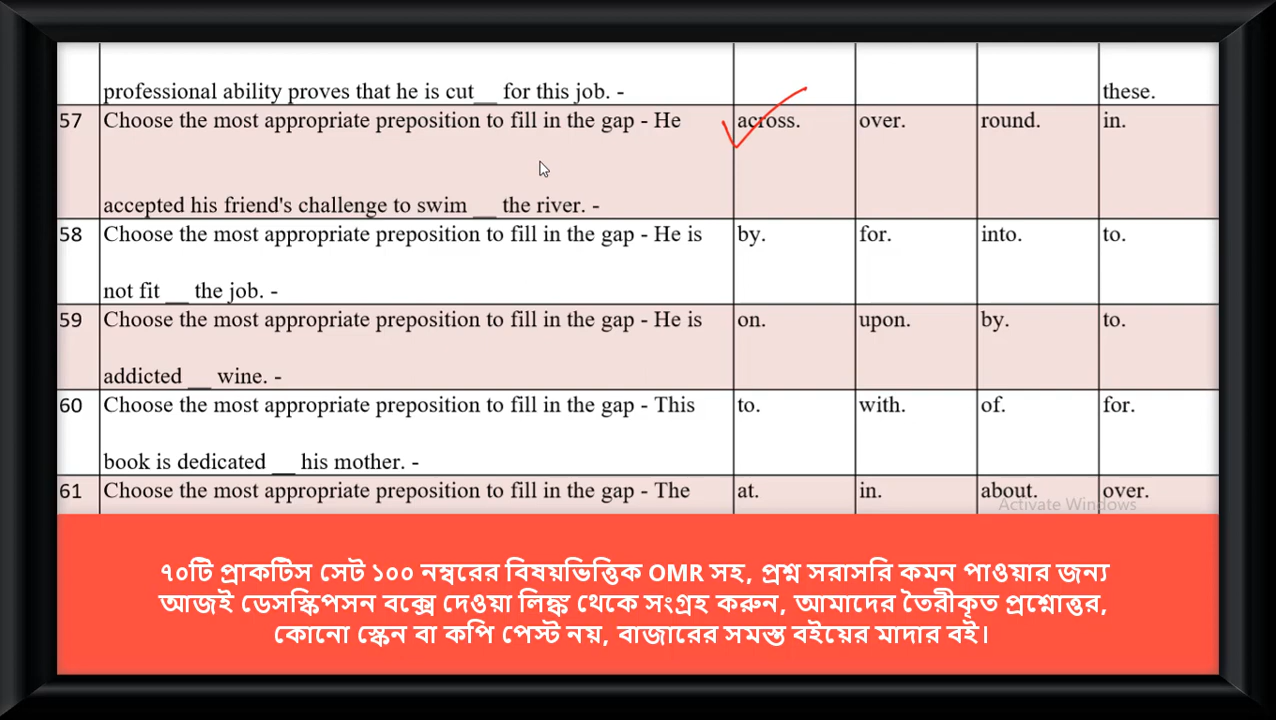 professional ability proves that he is cut__ for this job. - these.
57 Choose the most appropriate preposition to fill in the gap - He across. over. round. in.
accepted his friend's challenge to swim __ the river. -
58 Choose the most appropriate preposition to fill in the gap - He is by. for. into. to.
not fit __ the job. -
59 Choose the most appropriate preposition to fill in the gap - He is on. upon. by. to.
addicted __ wine. -
60 Choose the most appropriate preposition to fill in the gap - This to. with. of. for.
book is dedicated __ his mother. -
61 Choose the most appropriate preposition to fill in the gap - The at. in. about. over.
Activate Windows
৭০টি প্রাকটিস সেট ১০০ নম্বরের বিষয়ভিত্তিক OMR সহ, প্রশ্ন সরাসরি কমন পাওয়ার জন্য
আজই ডেসস্ক্রিপসন বক্সে দেওয়া লিঙ্ক থেকে সংগ্রহ করুন, আমাদের তৈরীকৃত প্রশ্নোত্তর,
কোনো স্কেন বা কপি পেস্ট নয়, বাজারের সমস্ত বইয়ের মাদার বই।